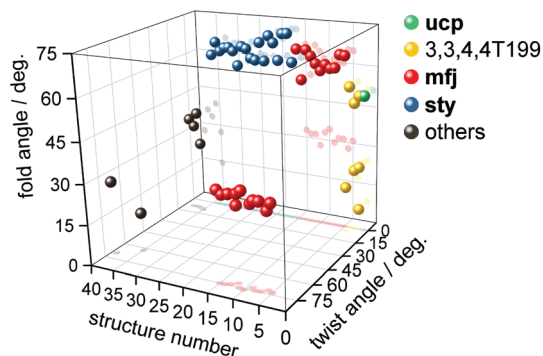 ucp
3,3,4,4T199
mfj
sty
others
fold angle / deg.
75
60
45
30
15
0
40 35 30 25 20 15 10 5 0
structure number
75 60 45 30 15 0
twist angle / deg.